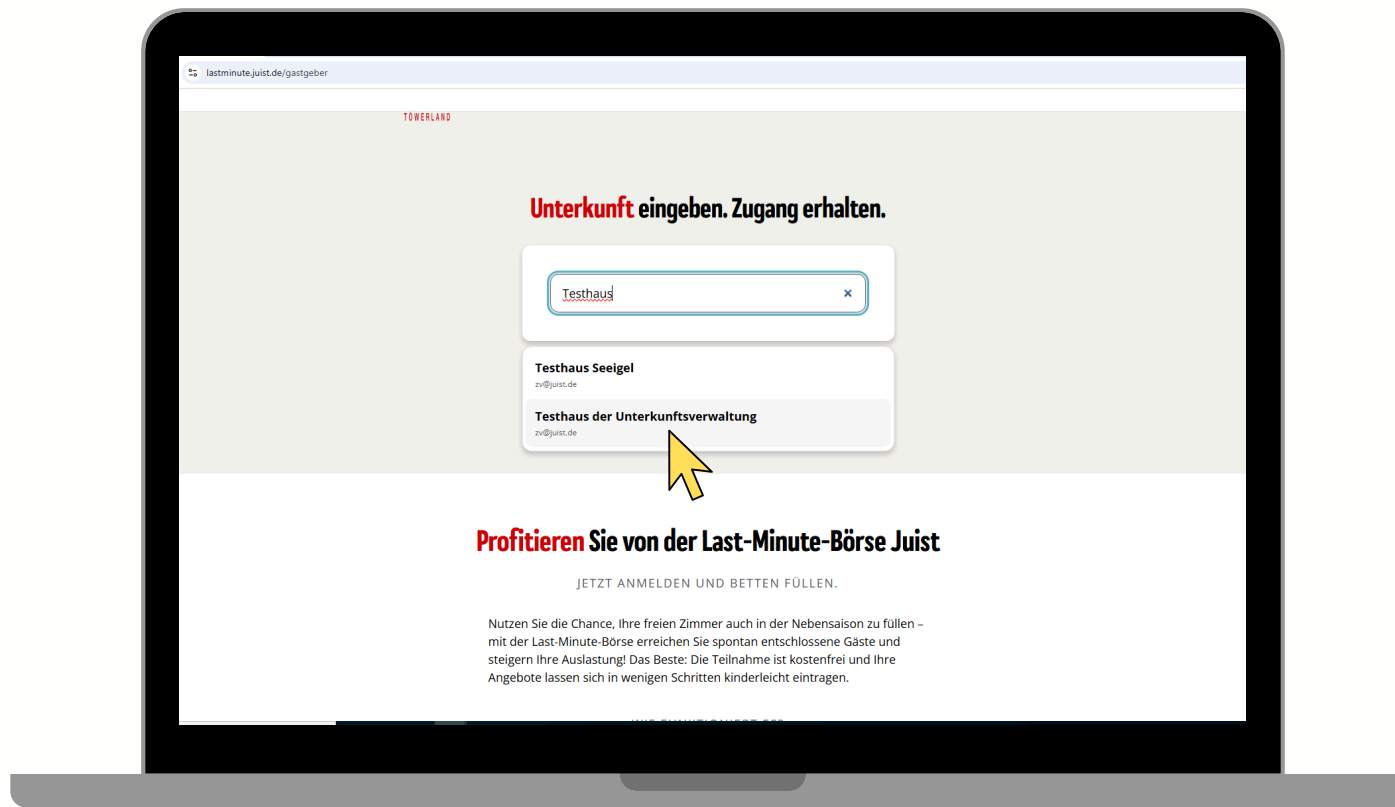 lastminute.juist.de/gastgeber
TÖWERLAND
Unterkunft eingeben. Zugang erhalten.
Testhaus
Testhaus Seeigel
zv@juist.de
Testhaus der Unterkunftsverwaltung
zv@juist.de
Profitieren Sie von der Last-Minute-Börse Juist
JETZT ANMELDEN UND BETTEN FÜLLEN.
Nutzen Sie die Chance, Ihre freien Zimmer auch in der Nebensaison zu füllen –
mit der Last-Minute-Börse erreichen Sie spontan entschlossene Gäste und
steigern Ihre Auslastung! Das Beste: Die Teilnahme ist kostenfrei und Ihre
Angebote lassen sich in wenigen Schritten kinderleicht eintragen.